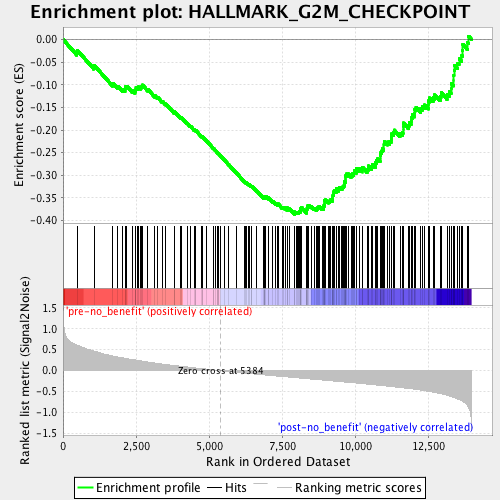 Enrichment plot: HALLMARK_G2M_CHECKPOINT
Enrichment score (ES)
0.00
-0.05
-0.10
-0.15
-0.20
-0.25
-0.30
-0.35
-0.40
'pre-no_benefit' (positively correlated)
Ranked list metric (Signal2Noise)
1.5
1.0
0.5
0.0
-0.5
-1.0
-1.5
Zero cross at 5384
'post-no_benefit' (negatively correlated)
0
2,500
5,000
7,500
10,000
12,500
Rank in Ordered Dataset
Enrichment profile
Hits
Ranking metric scores